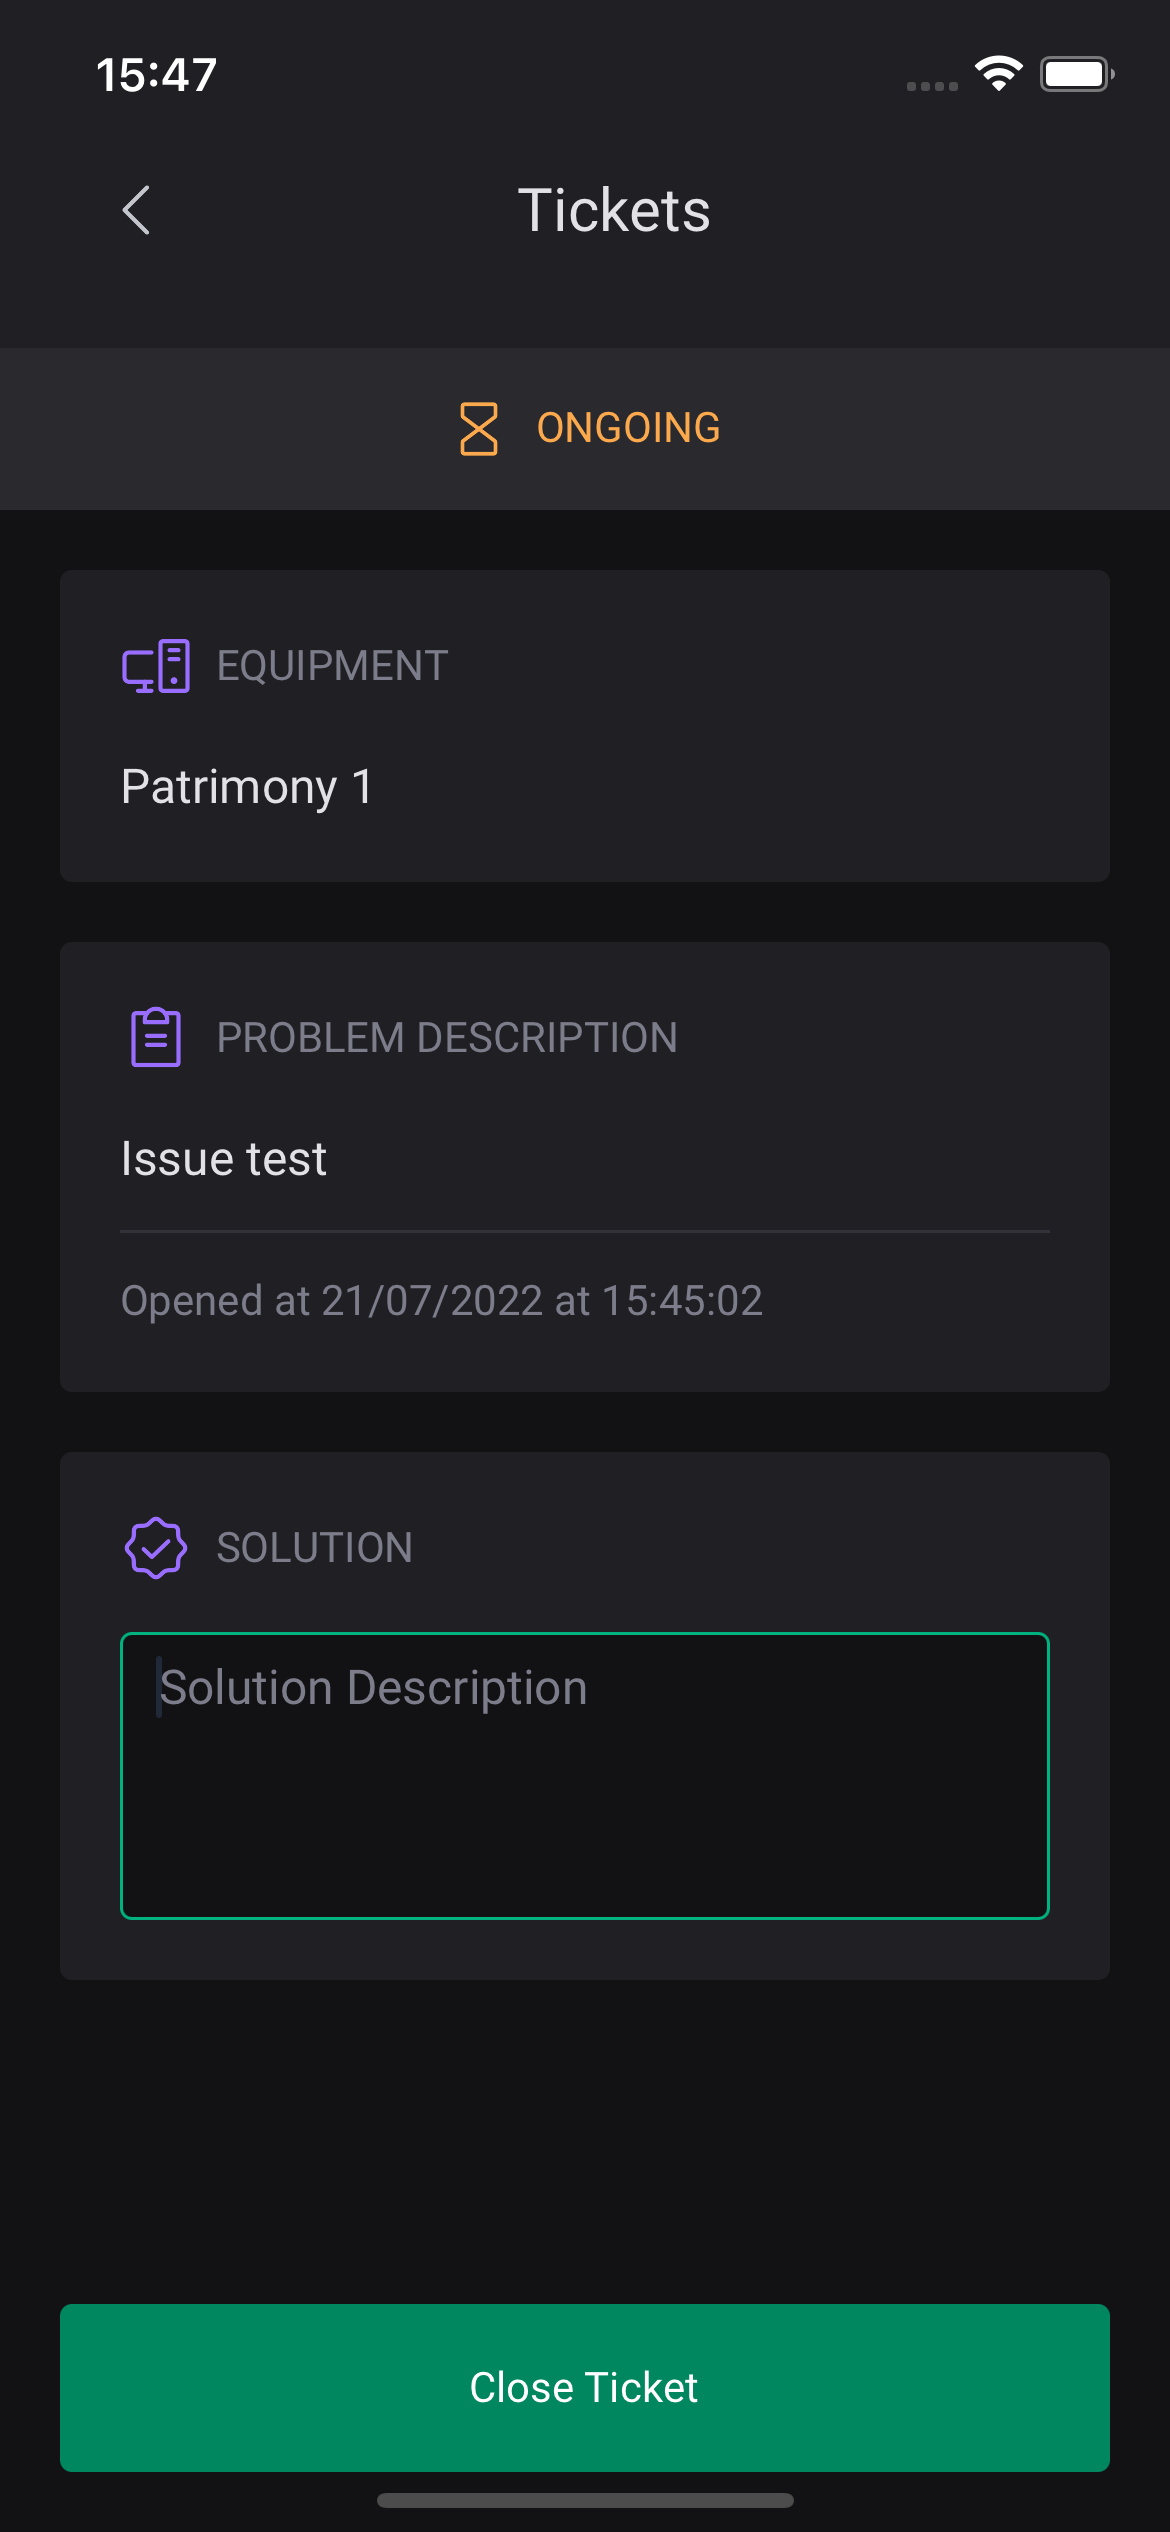 15:47
Tickets
ONGOING
EQUIPMENT
Patrimony 1
PROBLEM DESCRIPTION
Issue test
Opened at 21/07/2022 at 15:45:02
SOLUTION
Solution Description
Close Ticket